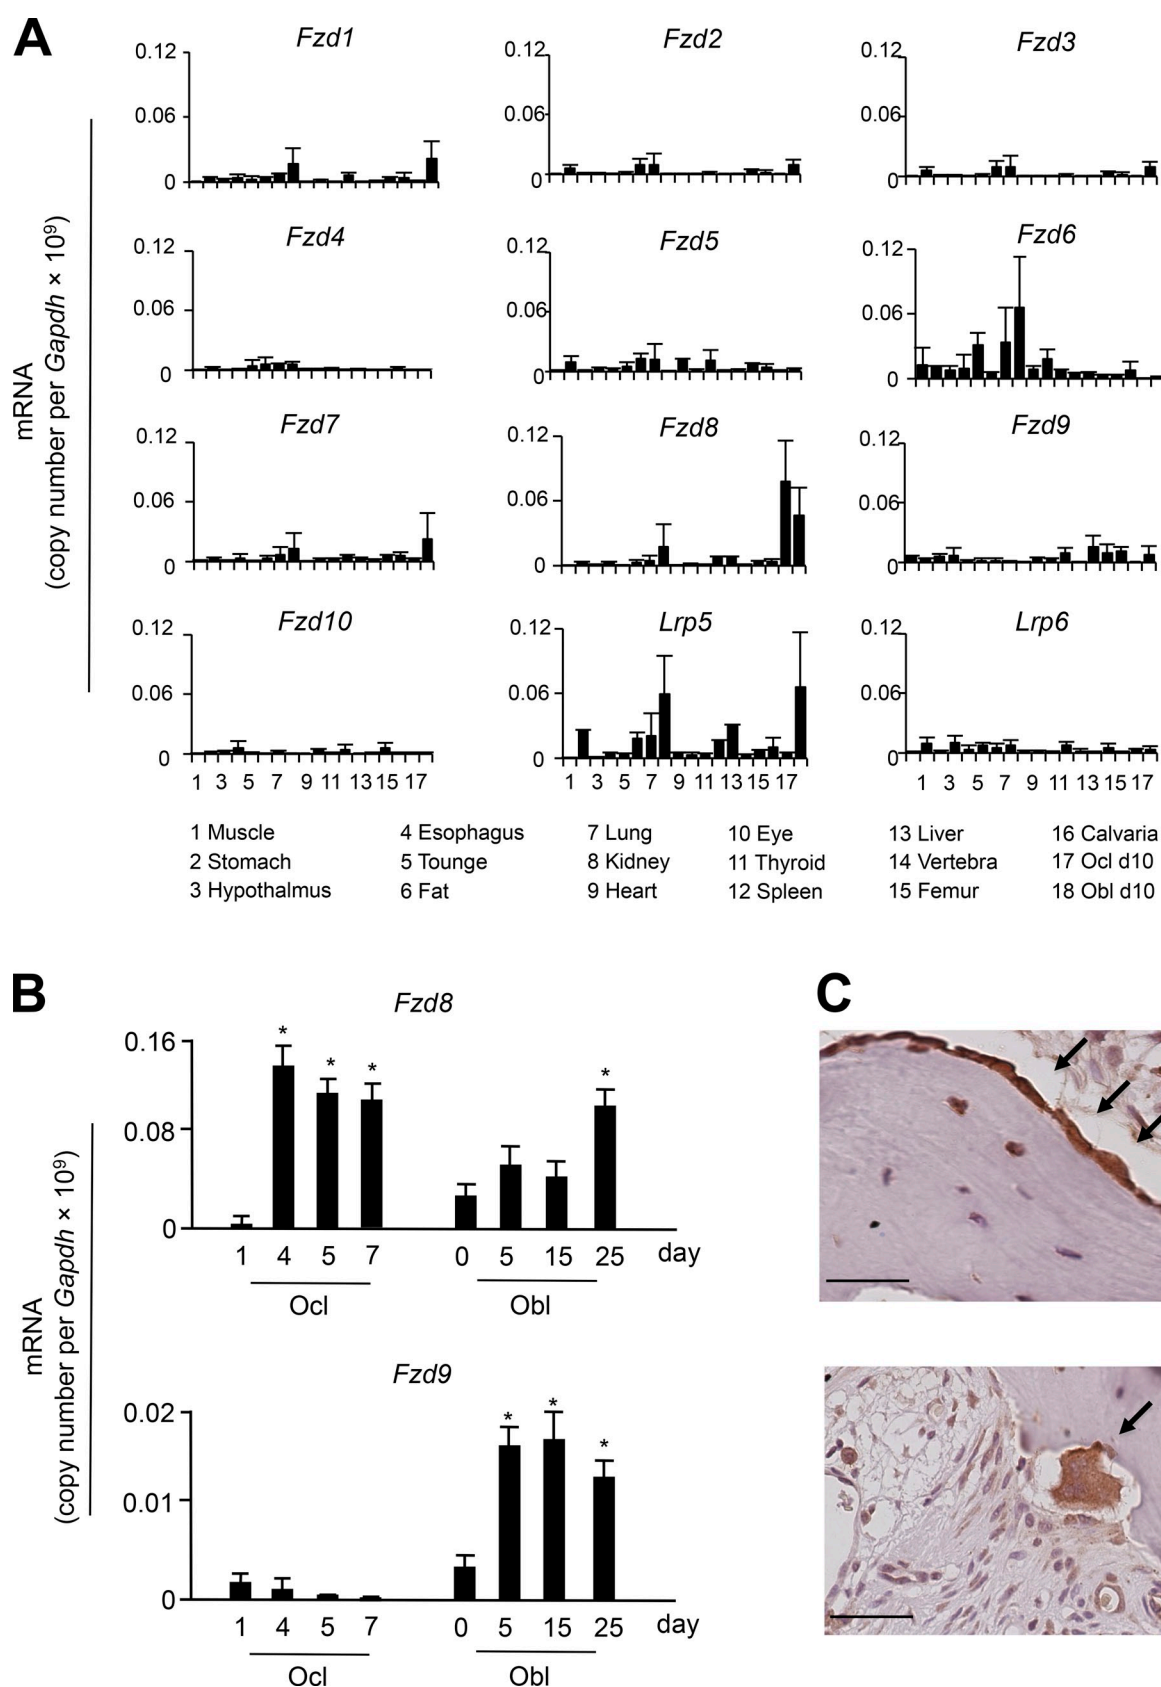 A
Fzd1 Fzd2 Fzd3
0.12 0.12 0.12
0.06 0.06 0.06
0 0 0
Fzd4 Fzd5 Fzd6
0.12 0.12 0.12
0.06 0.06 0.06
0 0 0
mRNA
(copy number per Gapdh × 10⁹)
Fzd7 Fzd8 Fzd9
0.12 0.12 0.12
0.06 0.06 0.06
0 0 0
Fzd10 Lrp5 Lrp6
0.12 0.12 0.12
0.06 0.06 0.06
0 0 0
1 3 5 7 9 11 13 15 17 1 3 5 7 9 11 13 15 17 1 3 5 7 9 11 13 15 17
1 Muscle 4 Esophagus 7 Lung 10 Eye 13 Liver 16 Calvaria
2 Stomach 5 Tounge 8 Kidney 11 Thyroid 14 Vertebra 17 Ocl d10
3 Hypothalmus 6 Fat 9 Heart 12 Spleen 15 Femur 18 Obl d10
B
Fzd8
0.16
* * * *
0.08
0
1 4 5 7 0 5 15 25 day
Ocl Obl
mRNA
(copy number per Gapdh × 10⁹)
Fzd9
0.02
* * *
0.01
0
1 4 5 7 0 5 15 25 day
Ocl Obl
C